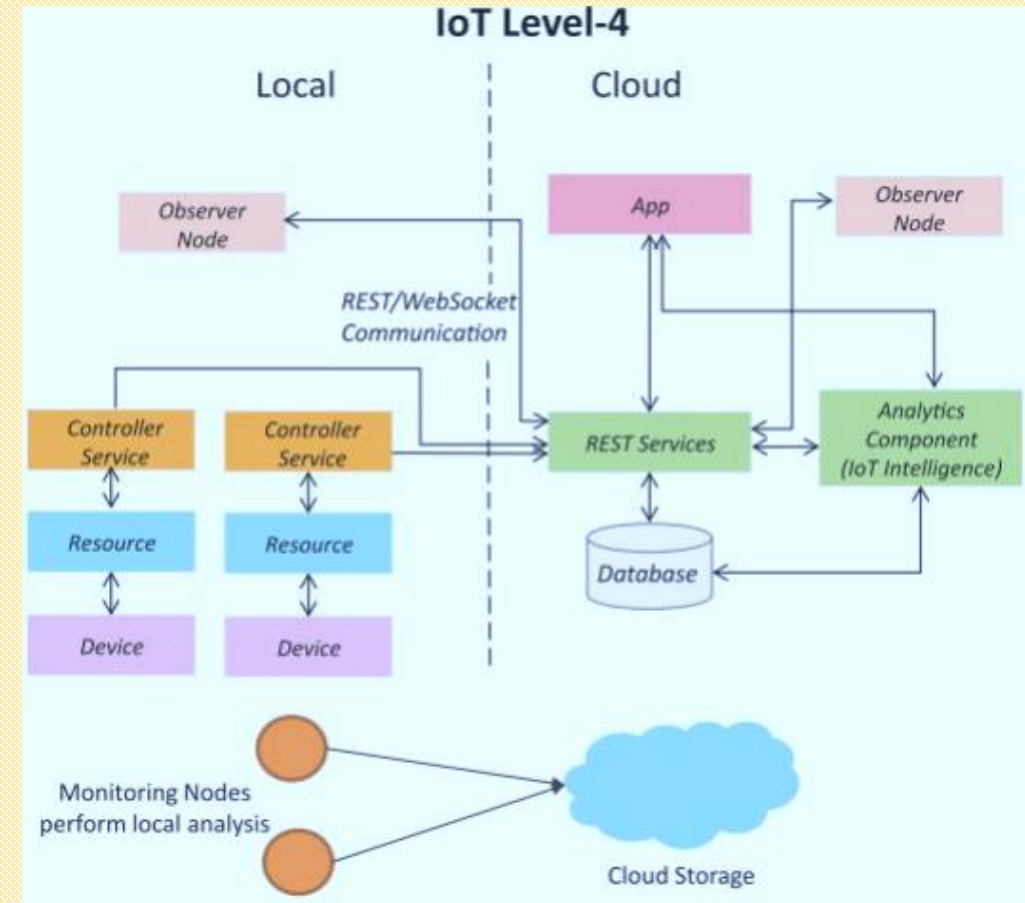 IoT Level-4
Local
Cloud
Observer
Node
App
Observer
Node
REST/WebSocket
Communication
Controller
Service
Controller
Service
REST Services
Analytics
Component
(IoT Intelligence)
Resource
Resource
Database
Device
Device
Monitoring Nodes
perform local analysis
Cloud Storage